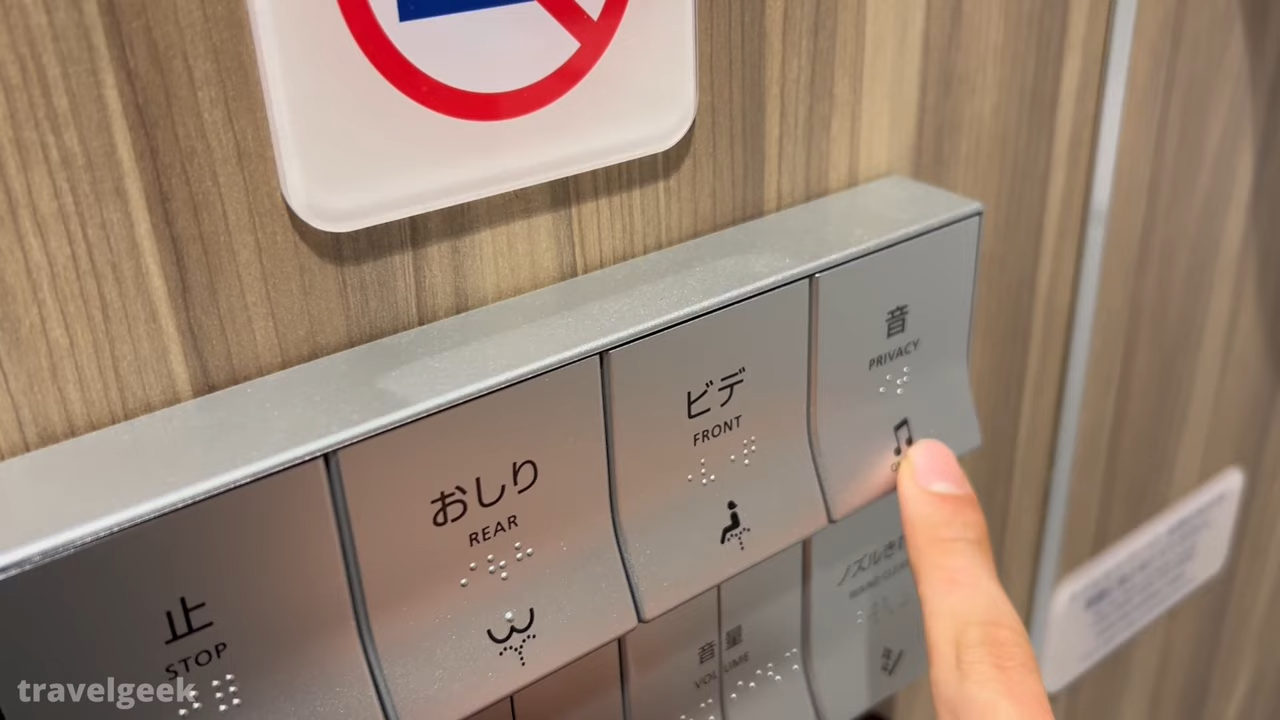 音
PRIVACY
ビデ
FRONT
おしり
REAR
止
STOP
音量
VOLUME
travelgeek